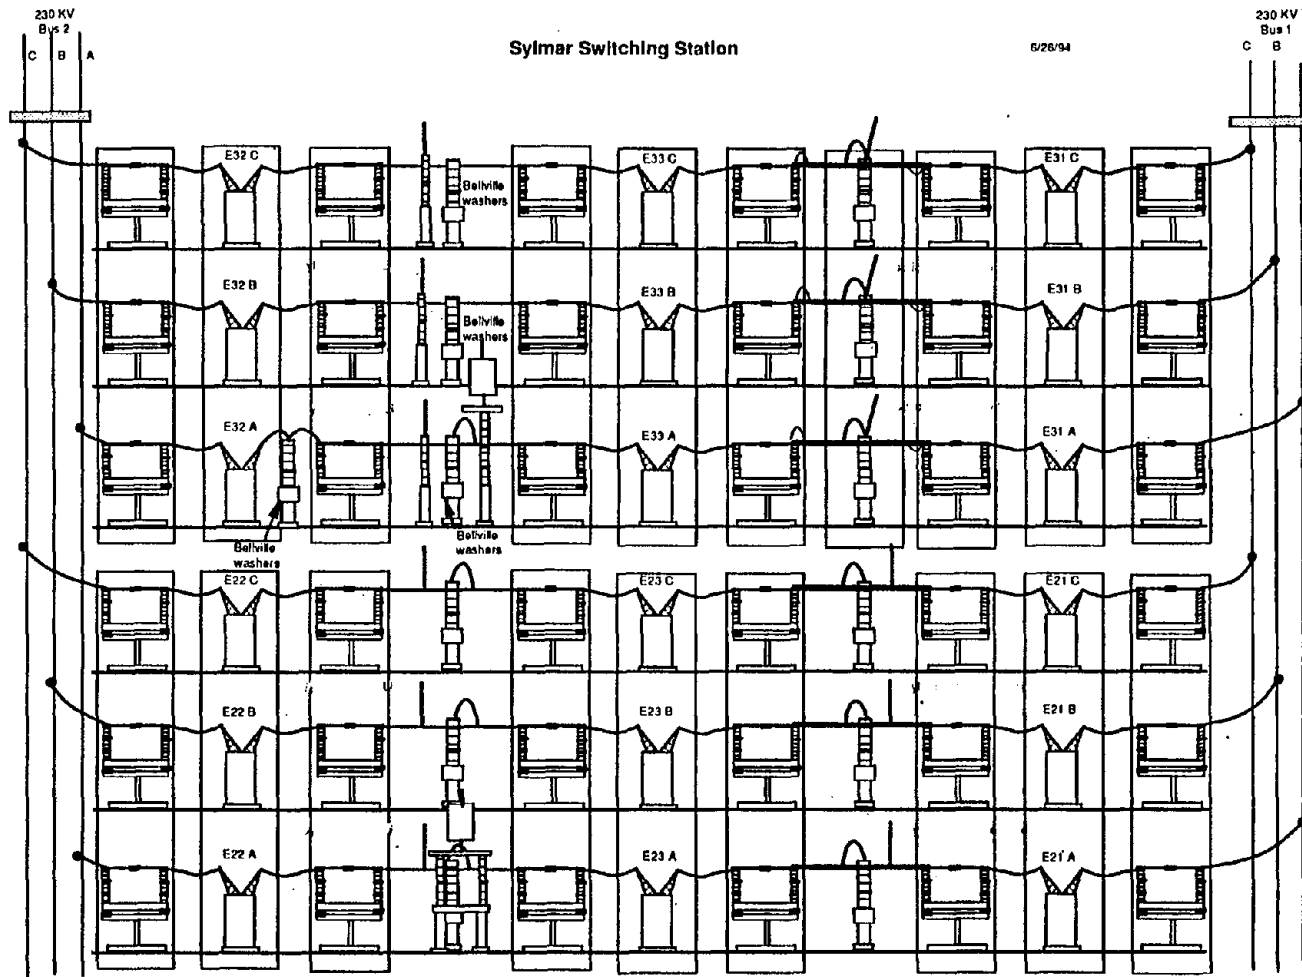 230 KV
Bus 2
C B A
Sylmar Switching Station
6/26/94
230 KV
Bus 1
C B
E32 C
Bellville
washers
E33 C
E31 C
E32 B
Bellville
washers
E33 B
E31 B
E32 A
E33 A
E31 A
Bellville
washers
Bellville
washers
E22 C
E23 C
E21 C
E22 B
E23 B
E21 B
E22 A
E23 A
E21 A